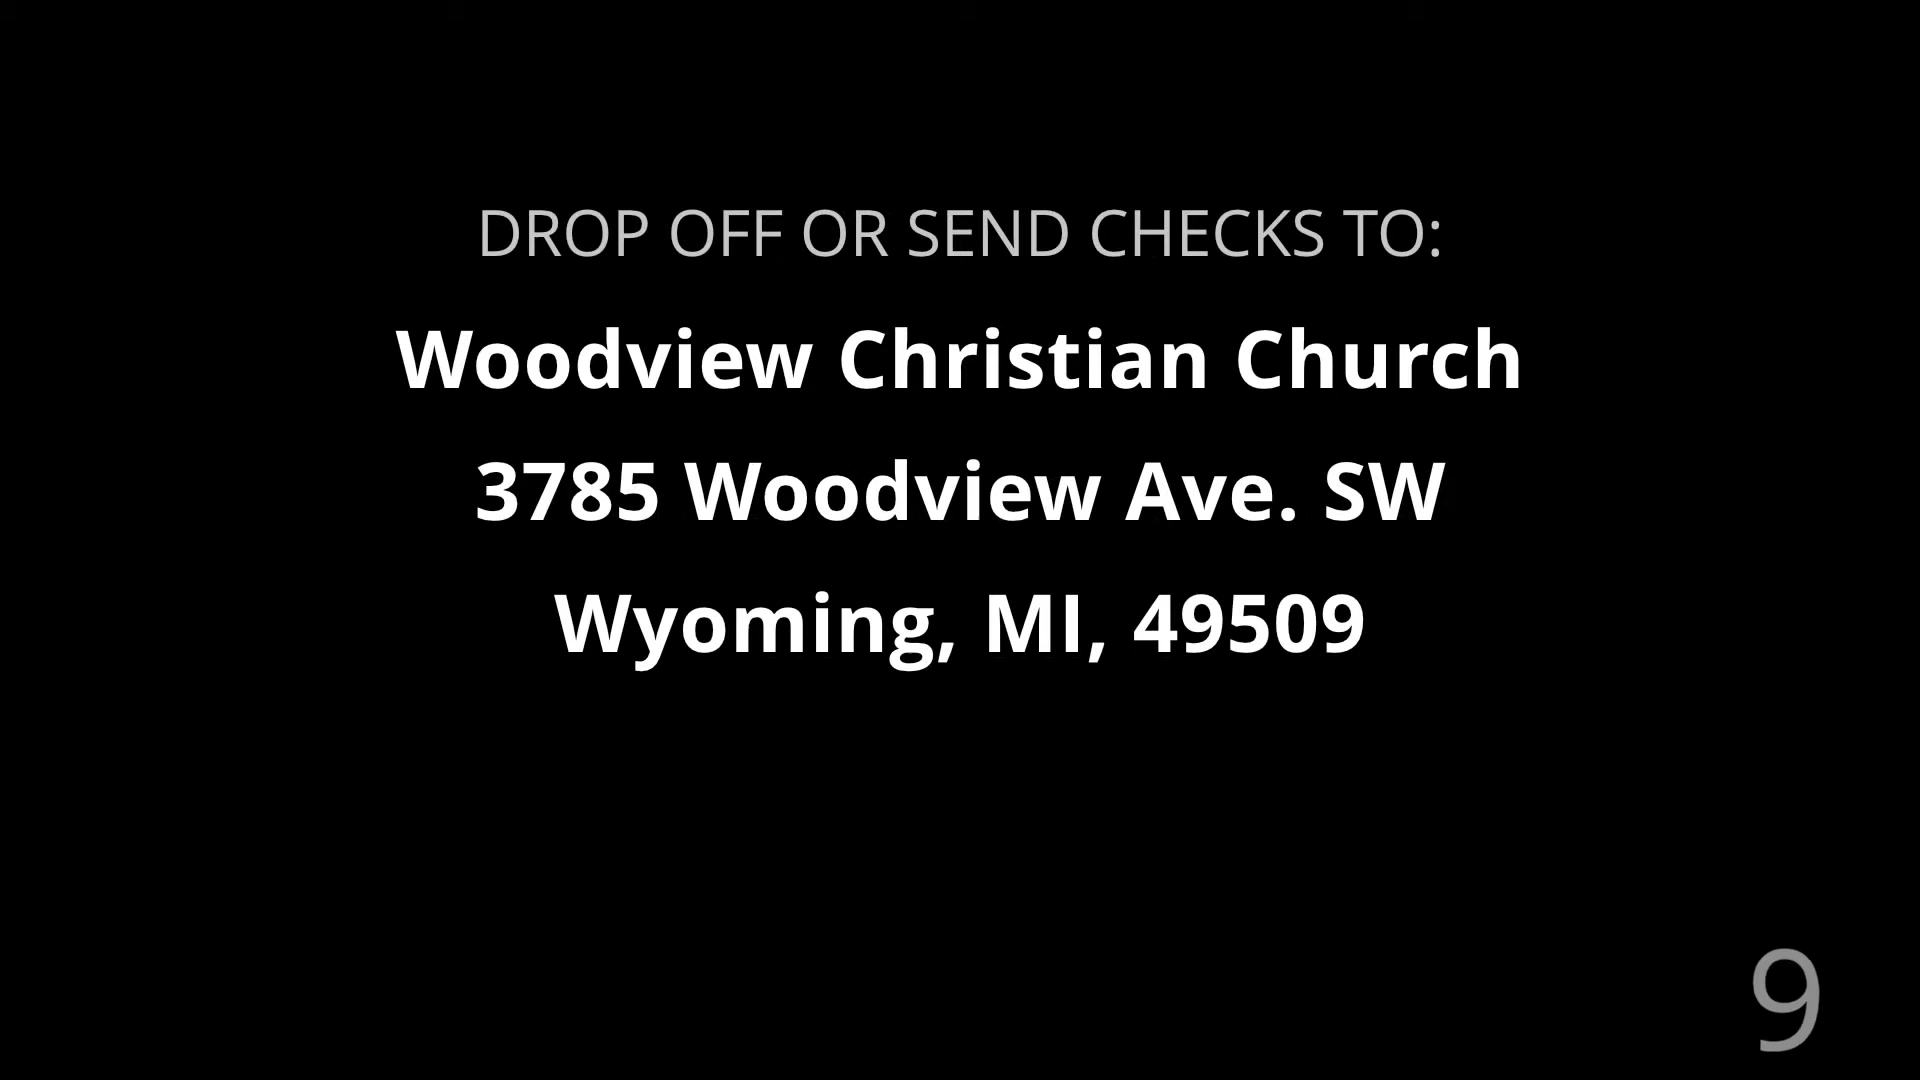 DROP OFF OR SEND CHECKS TO:
Woodview Christian Church
3785 Woodview Ave. SW
Wyoming, MI, 49509
9